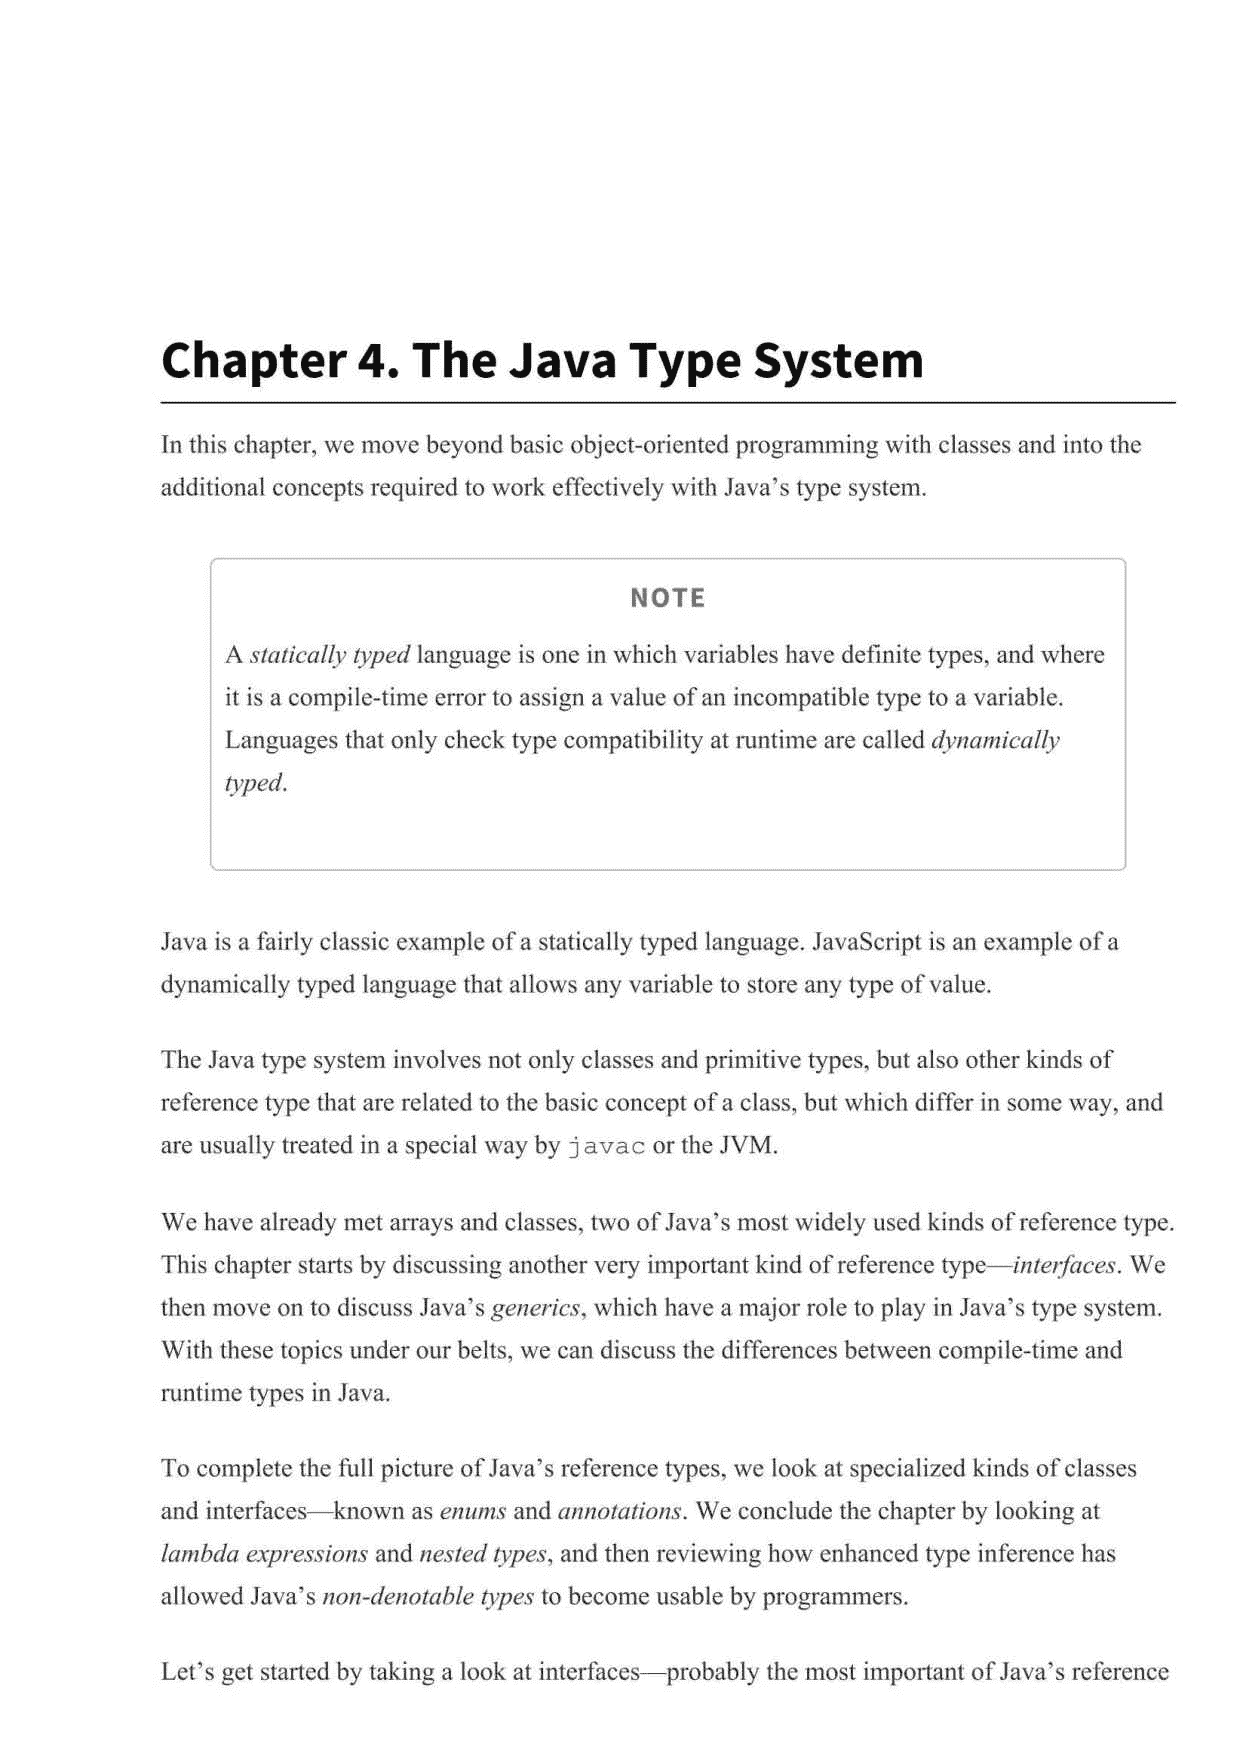 Chapter 4. The Java Type System
In this chapter, we move beyond basic object-oriented programming with classes and into the
additional concepts required to work effectively with Java’s type system.
NOTE
A statically typed language is one in which variables have definite types, and where
it is a compile-time error to assign a value of an incompatible type to a variable.
Languages that only check type compatibility at runtime are called dynamically
typed.
Java is a fairly classic example of a statically typed language. JavaScript is an example of a
dynamically typed language that allows any variable to store any type of value.
The Java type system involves not only classes and primitive types, but also other kinds of
reference type that are related to the basic concept of a class, but which differ in some way, and
are usually treated in a special way by javac or the JVM.
We have already met arrays and classes, two of Java’s most widely used kinds of reference type.
This chapter starts by discussing another very important kind of reference type—interfaces. We
then move on to discuss Java’s generics, which have a major role to play in Java’s type system.
With these topics under our belts, we can discuss the differences between compile-time and
runtime types in Java.
To complete the full picture of Java’s reference types, we look at specialized kinds of classes
and interfaces—known as enums and annotations. We conclude the chapter by looking at
lambda expressions and nested types, and then reviewing how enhanced type inference has
allowed Java’s non-denotable types to become usable by programmers.
Let’s get started by taking a look at interfaces—probably the most important of Java’s reference